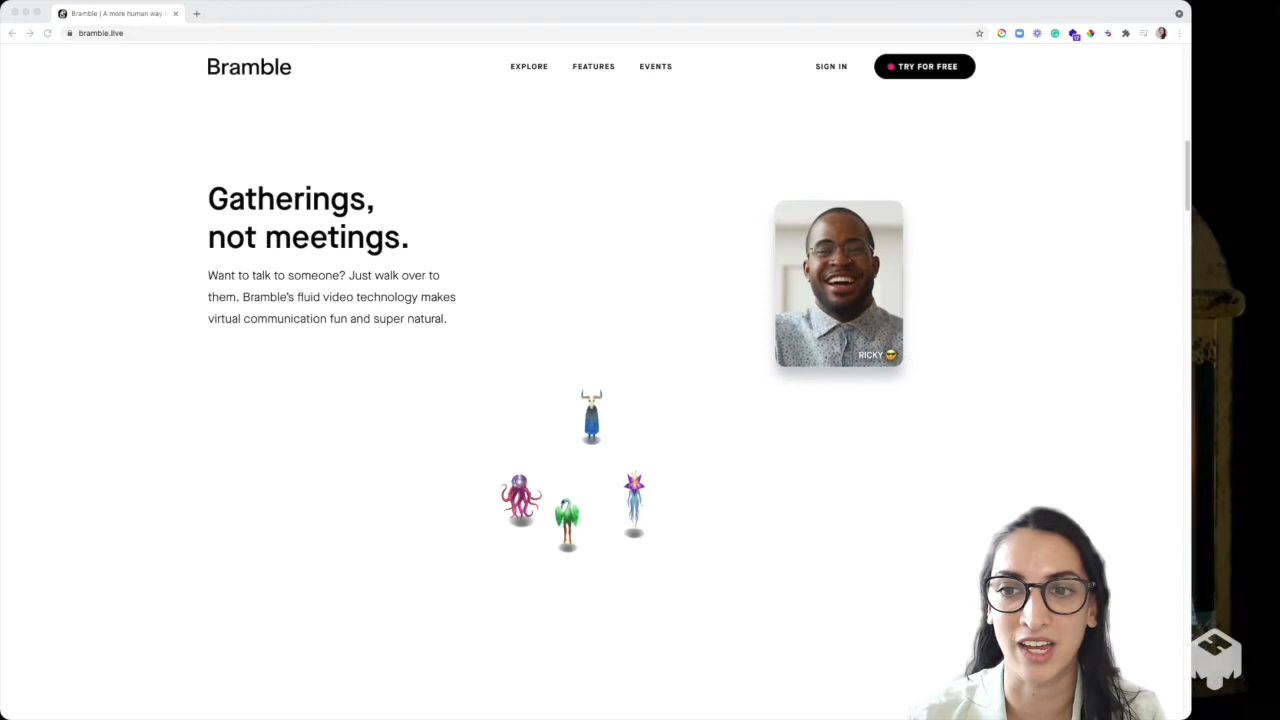 Bramble | A more human way t
bramble.live
Bramble
EXPLORE
FEATURES
EVENTS
SIGN IN
TRY FOR FREE
Gatherings,
not meetings.
Want to talk to someone? Just walk over to
them. Bramble's fluid video technology makes
virtual communication fun and super natural.
RICKY 😎